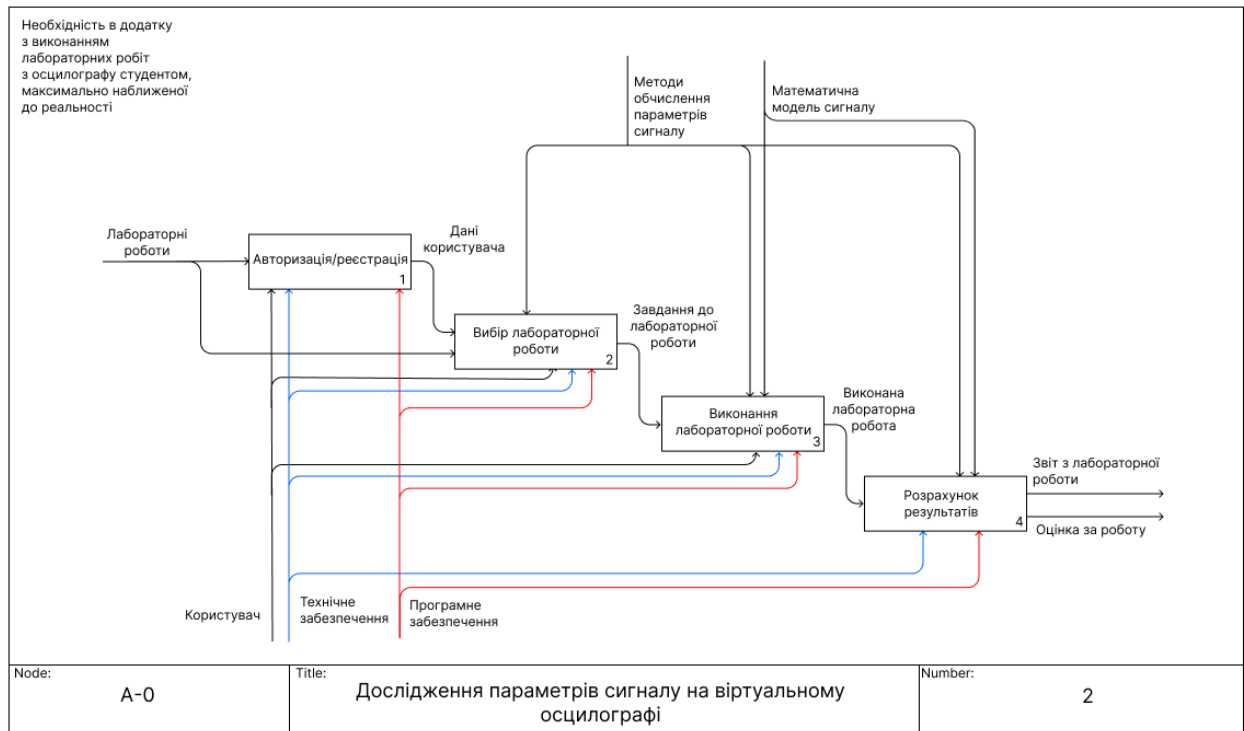 Необхідність в додатку
з виконанням
лабораторних робіт
з осцилографу студентом,
максимально наближеної
до реальності
Методи
обчислення
параметрів
сигналу
Математична
модель сигналу
Лабораторні
роботи
Авторизація/реєстрація
1
Дані
користувача
Вибір лабораторної
роботи
2
Завдання до
лабораторної
роботи
Виконання
лабораторної роботи
3
Виконана
лабораторна
робота
Розрахунок
результатів
4
Звіт з лабораторної
роботи
Оцінка за роботу
Користувач
Технічне
забезпечення
Програмне
забезпечення
Node:
A-0
Title:
Дослідження параметрів сигналу на віртуальному
осцилографі
Number:
2